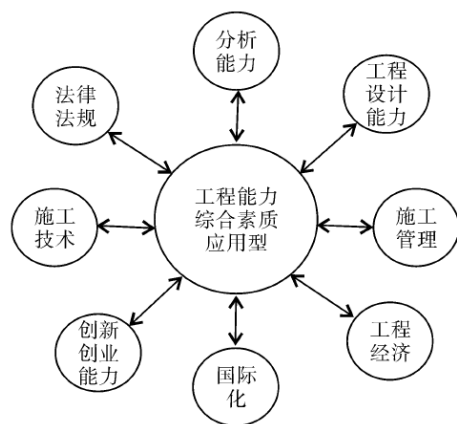 分析
能力
工程
设计
能力
法律
法规
工程能力
综合素质
应用型
施工
技术
施工
管理
创新
创业
能力
工程
经济
国际
化